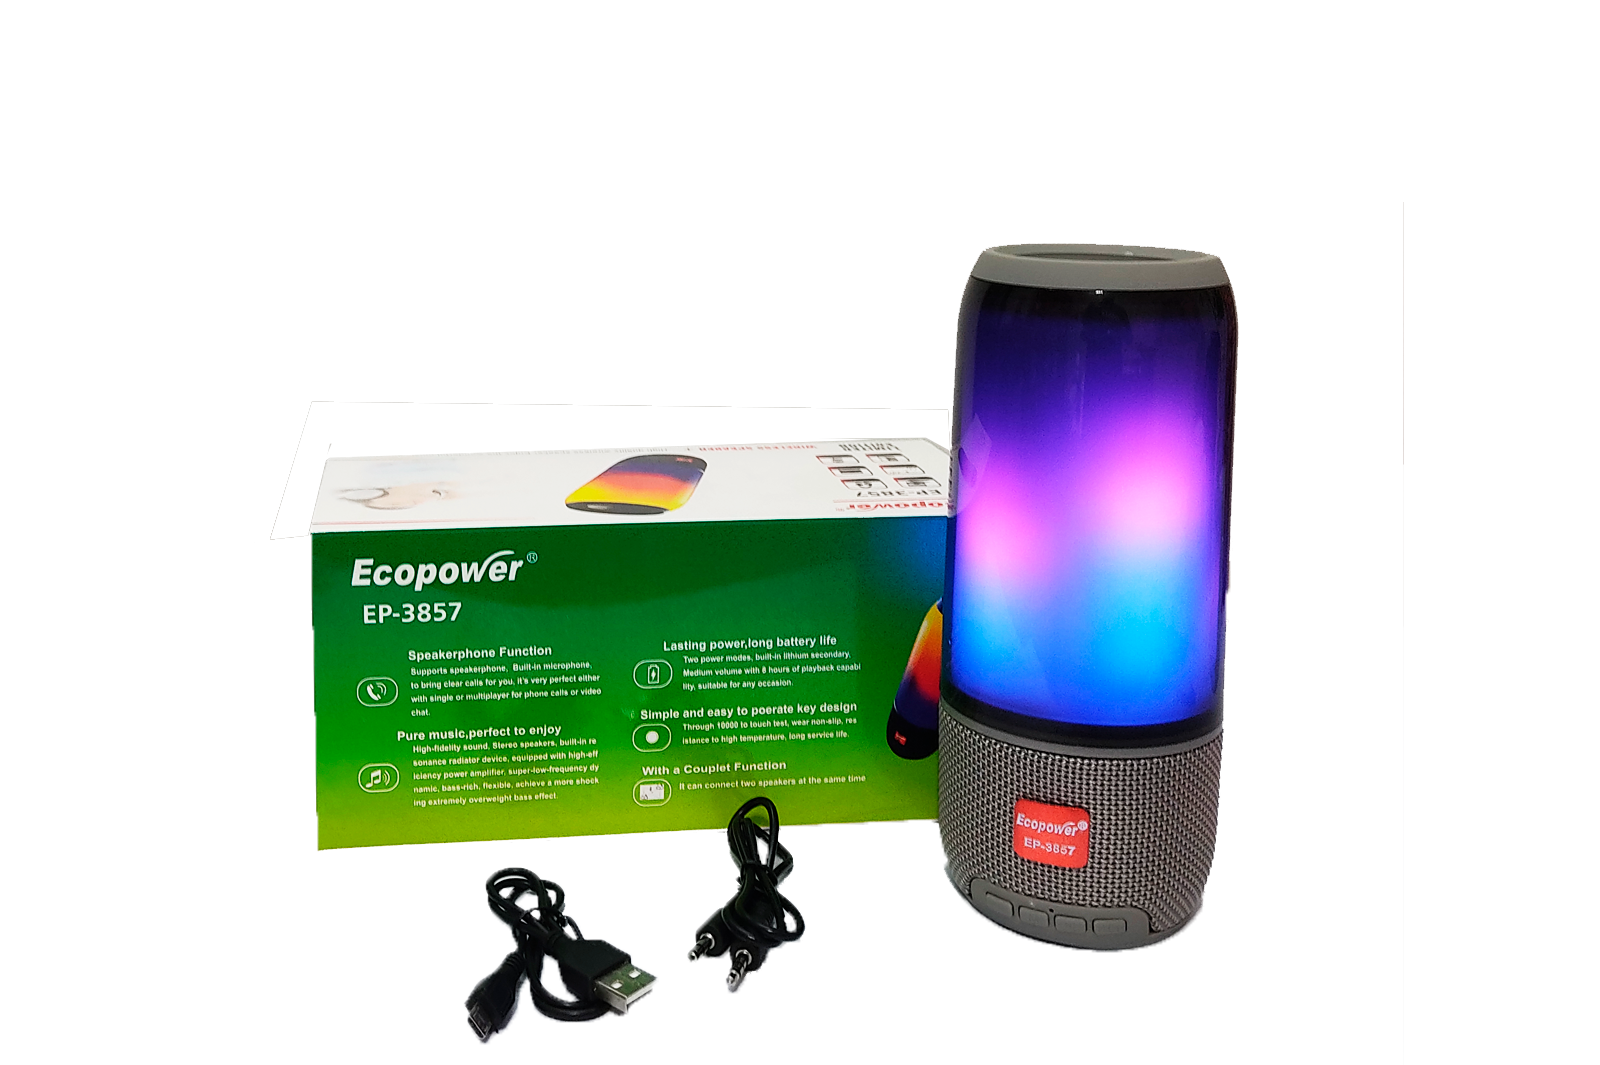 WIRELESS SPEAKER
LIMITED
EDITION
EP-3857
Ecopower®
EP-3857
Speakerphone Function
Supports speakerphone, Built-in microphone,
to bring clear calls for you, it's very perfect either
with single or multiplayer for phone calls or video
chat.
Pure music,perfect to enjoy
High-fidelity sound. Stereo speakers, built-in re
sonance radiator device, equipped with high-eff
iciency power amplifier, super-low-frequency dy
namic, bass-rich, flexible, achieve a more shock
ing extremely overweight bass effect.
Lasting power,long battery life
Two power modes, built-in lithium secondary.
Medium volume with 8 hours of playback capabi
lity, suitable for any occasion.
Simple and easy to poerate key design
Through 10000 to touch test, wear non-slip, res
istance to high temperature, long service life.
With a Couplet Function
It can connect two speakers at the same time
Ecopower®
EP-3857